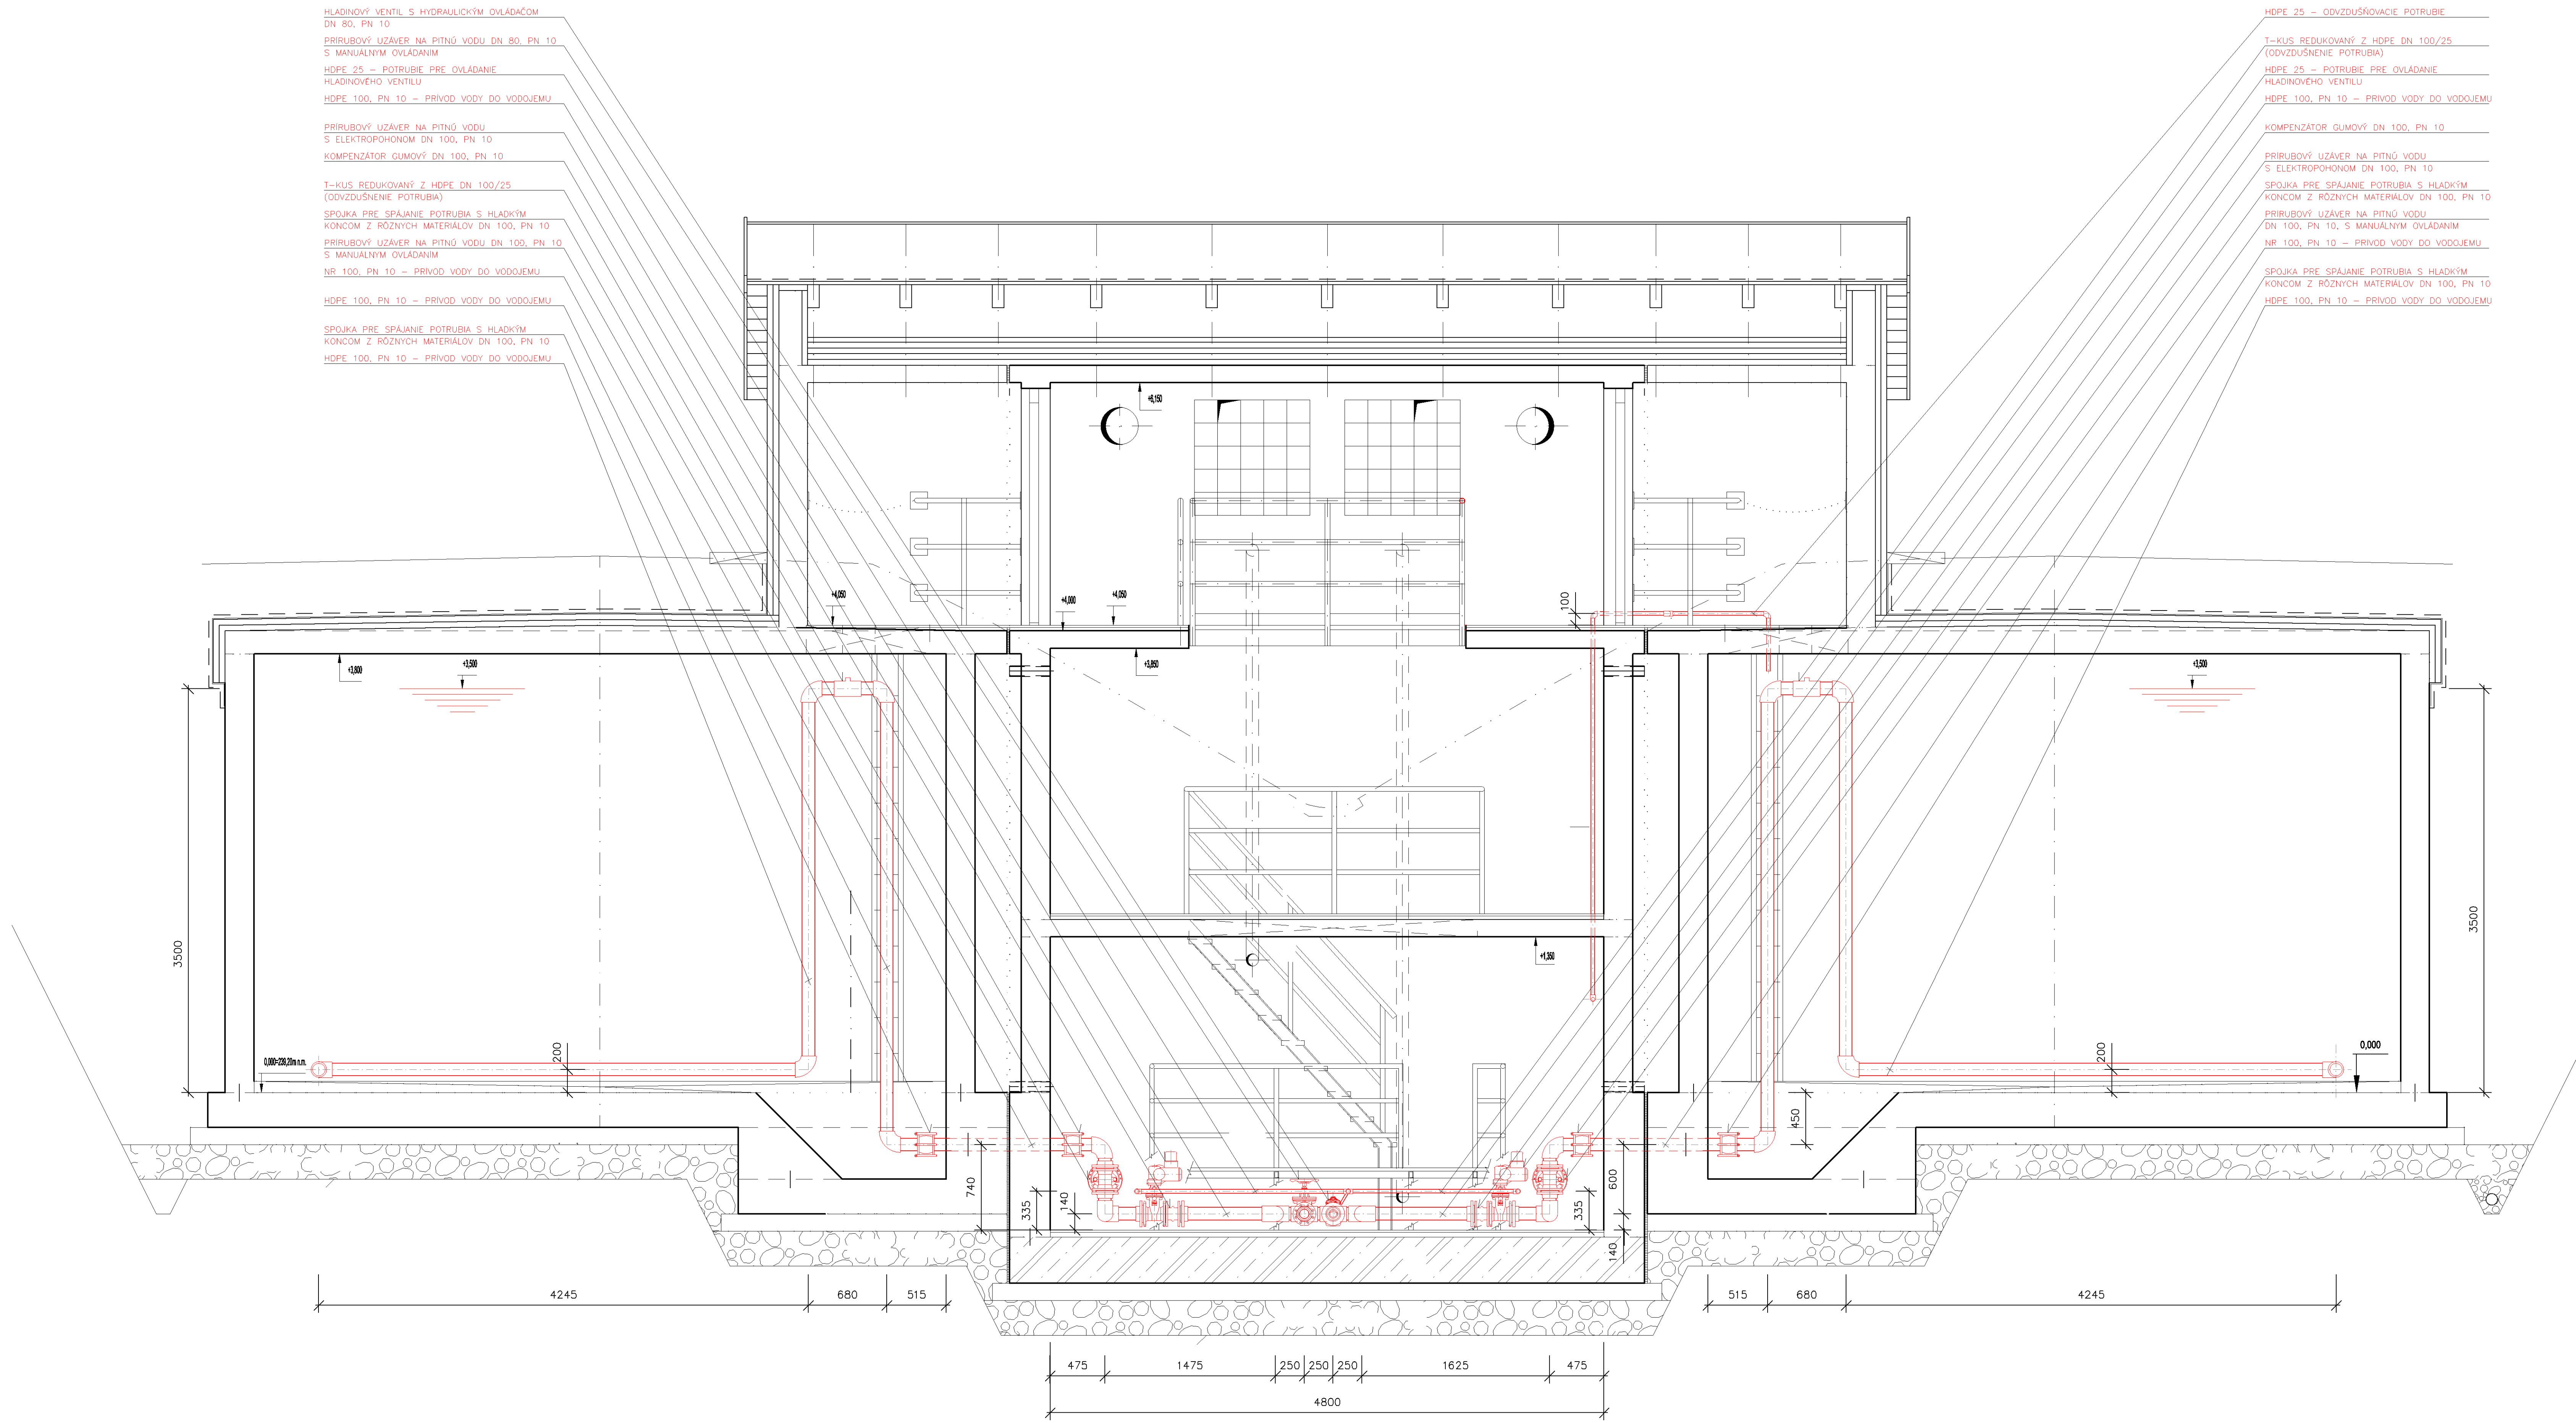 HLADINOVÝ VENTIL S HYDRAULICKÝM OVLÁDAČOM
DN 80, PN 10
PRÍRUBOVÝ UZÁVER NA PITNÚ VODU DN 80, PN 10
S MANUÁLNYM OVLÁDANÍM
HDPE 25 – POTRUBIE PRE OVLÁDANIE
HLADINOVÉHO VENTILU
HDPE 100, PN 10 – PRÍVOD VODY DO VODOJEMU
PRÍRUBOVÝ UZÁVER NA PITNÚ VODU
S ELEKTROPOHONOM DN 100, PN 10
KOMPENZÁTOR GUMOVÝ DN 100, PN 10
T–KUS REDUKOVANÝ Z HDPE DN 100/25
(ODVZDUŠNENIE POTRUBIA)
SPOJKA PRE SPÁJANIE POTRUBIA S HLADKÝM
KONCOM Z RÔZNYCH MATERIÁLOV DN 100, PN 10
PRÍRUBOVÝ UZÁVER NA PITNÚ VODU DN 100, PN 10
S MANUÁLNYM OVLÁDANÍM
NR 100, PN 10 – PRÍVOD VODY DO VODOJEMU
HDPE 100, PN 10 – PRÍVOD VODY DO VODOJEMU
SPOJKA PRE SPÁJANIE POTRUBIA S HLADKÝM
KONCOM Z RÔZNYCH MATERIÁLOV DN 100, PN 10
HDPE 100, PN 10 – PRÍVOD VODY DO VODOJEMU
HDPE 25 – ODVZDUŠŇOVACIE POTRUBIE
T–KUS REDUKOVANÝ Z HDPE DN 100/25
(ODVZDUŠNENIE POTRUBIA)
HDPE 25 – POTRUBIE PRE OVLÁDANIE
HLADINOVÉHO VENTILU
HDPE 100, PN 10 – PRÍVOD VODY DO VODOJEMU
KOMPENZÁTOR GUMOVÝ DN 100, PN 10
PRÍRUBOVÝ UZÁVER NA PITNÚ VODU
S ELEKTROPOHONOM DN 100, PN 10
SPOJKA PRE SPÁJANIE POTRUBIA S HLADKÝM
KONCOM Z RÔZNYCH MATERIÁLOV DN 100, PN 10
PRÍRUBOVÝ UZÁVER NA PITNÚ VODU
DN 100, PN 10, S MANUÁLNYM OVLÁDANÍM
NR 100, PN 10 – PRÍVOD VODY DO VODOJEMU
SPOJKA PRE SPÁJANIE POTRUBIA S HLADKÝM
KONCOM Z RÔZNYCH MATERIÁLOV DN 100, PN 10
HDPE 100, PN 10 – PRÍVOD VODY DO VODOJEMU
+6,150
+4,050
+4,000
+4,050
100
+3,600
+3,500
+3,850
+3,500
3500
3500
+1,350
0,000=239,20m n.m.
200
200
0,000
450
740
335
140
335
600
140
4245
680
515
515
680
4245
475
1475
250
250
250
1625
475
4800